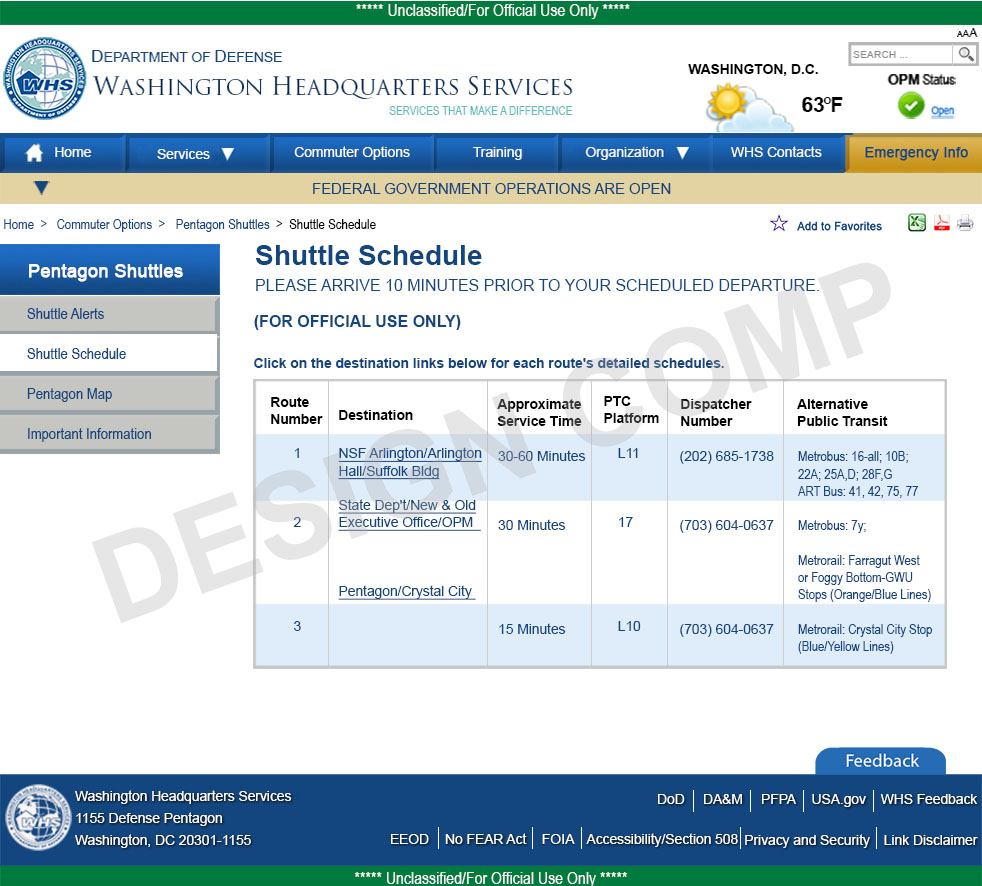 ***** Unclassified/For Official Use Only *****
AAA
DEPARTMENT OF DEFENSE
WASHINGTON HEADQUARTERS SERVICES
SERVICES THAT MAKE A DIFFERENCE
WHS
WASHINGTON, D.C.
63°F
SEARCH ...
OPM Status
Open
Home
Services
Commuter Options
Training
Organization
WHS Contacts
Emergency Info
FEDERAL GOVERNMENT OPERATIONS ARE OPEN
Home > Commuter Options > Pentagon Shuttles > Shuttle Schedule
Add to Favorites
Pentagon Shuttles
Shuttle Alerts
Shuttle Schedule
Pentagon Map
Important Information
Shuttle Schedule
PLEASE ARRIVE 10 MINUTES PRIOR TO YOUR SCHEDULED DEPARTURE.
(FOR OFFICIAL USE ONLY)
Click on the destination links below for each route's detailed schedules.
DESIGN COMP
Route
Number
Destination
Approximate
Service Time
PTC
Platform
Dispatcher
Number
Alternative
Public Transit
1
NSF Arlington/Arlington
Hall/Suffolk Bldg
30-60 Minutes
L11
(202) 685-1738
Metrobus: 16-all; 10B;
22A; 25A,D; 28F,G
ART Bus: 41, 42, 75, 77
2
State Dep't/New & Old
Executive Office/OPM
30 Minutes
17
(703) 604-0637
Metrobus: 7y;
Metrorail: Farragut West
or Foggy Bottom-GWU
Stops (Orange/Blue Lines)
Pentagon/Crystal City
3
15 Minutes
L10
(703) 604-0637
Metrorail: Crystal City Stop
(Blue/Yellow Lines)
Feedback
WHS
Washington Headquarters Services
1155 Defense Pentagon
Washington, DC 20301-1155
DoD | DA&M | PFPA | USA.gov | WHS Feedback
EEOD | No FEAR Act | FOIA | Accessibility/Section 508 | Privacy and Security | Link Disclaimer
***** Unclassified/For Official Use Only *****